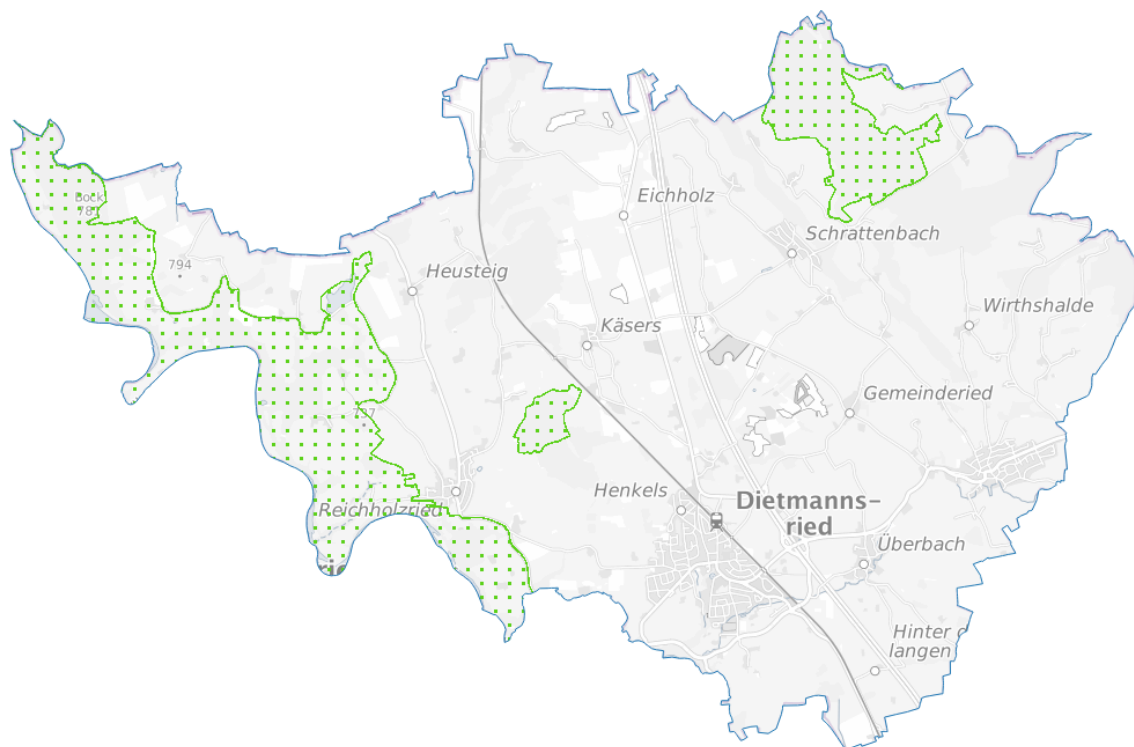 Bock
781
Eichholz
Schrattenbach
794
Heusteig
Wirthshalde
Käsers
Gemeinderied
737
Henkels
Dietmanns-
ried
Reichholzried
Überbach
Hinter
langen